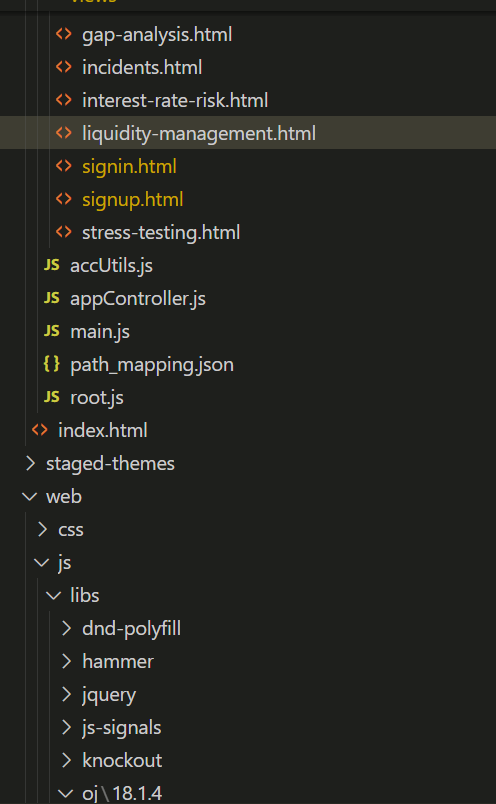 views
<> gap-analysis.html
<> incidents.html
<> interest-rate-risk.html
<> liquidity-management.html
<> signin.html
<> signup.html
<> stress-testing.html
JS accUtils.js
JS appController.js
JS main.js
{} path_mapping.json
JS root.js
<> index.html
staged-themes
web
css
js
libs
dnd-polyfill
hammer
jquery
js-signals
knockout
oj\18.1.4